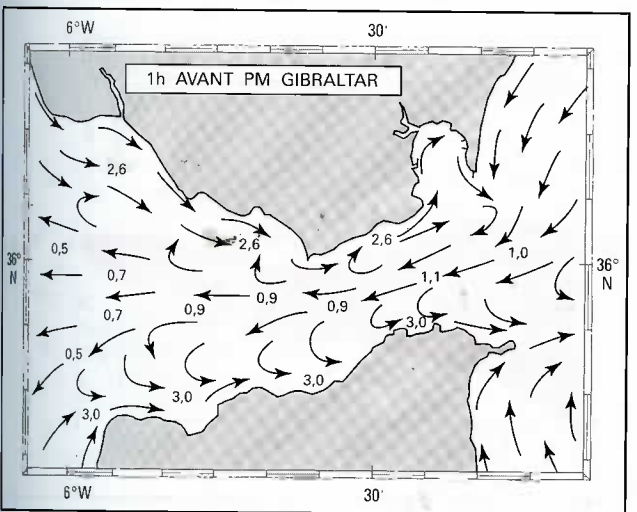 6°W 30'
1h AVANT PM GIBRALTAR
2,6
2,6 2,6
0,5 1,0
36° 36°
N N
0,7 1,1
0,9 0,9
0,7 0,9 3,0
0,5
3,0
3,0
3,0
6°W 30'